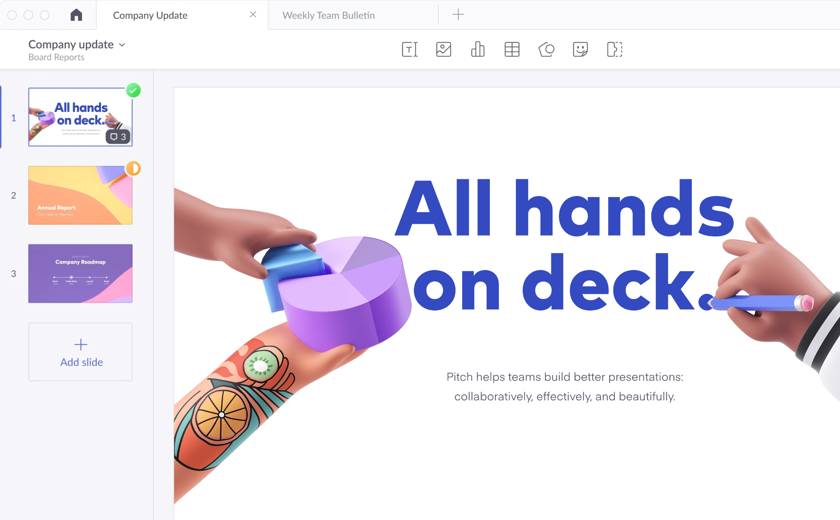 Company Update
Weekly Team Bulletin
Company update
Board Reports
T
1
All hands
on deck.
3
2
Annual Report
3
Company Roadmap
Add slide
All hands
on deck.
Pitch helps teams build better presentations:
collaboratively, effectively, and beautifully.